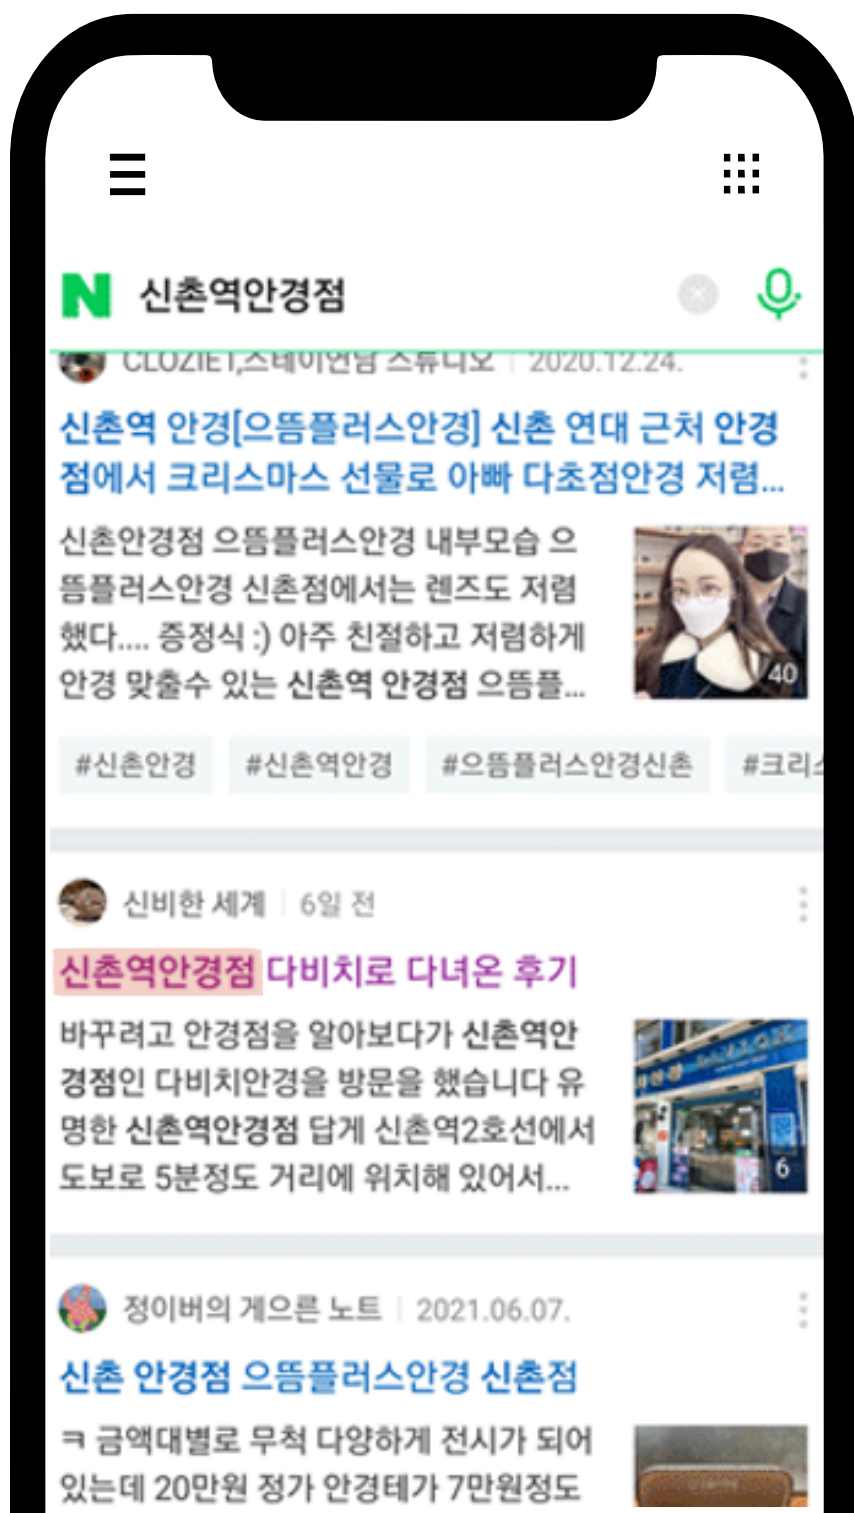 N 신촌역안경점
CLOZIET,스테이연남 스튜디오 2020.12.24.
신촌역 안경[으뜸플러스안경] 신촌 연대 근처 안경
점에서 크리스마스 선물로 아빠 다초점안경 저렴...
신촌안경점 으뜸플러스안경 내부모습 으
뜸플러스안경 신촌점에서는 렌즈도 저렴
했다.... 증정식 :) 아주 친절하고 저렴하게
안경 맞출수 있는 신촌역 안경점 으뜸플...
40
#신촌안경 #신촌역안경 #으뜸플러스안경신촌 #크리스
신비한 세계 6일 전
신촌역안경점 다비치로 다녀온 후기
바꾸려고 안경점을 알아보다가 신촌역안
경점인 다비치안경을 방문을 했습니다 유
명한 신촌역안경점 답게 신촌역2호선에서
도보로 5분정도 거리에 위치해 있어서...
6
정이버의 게으른 노트 2021.06.07.
신촌 안경점 으뜸플러스안경 신촌점
ㅋ 금액대별로 무척 다양하게 전시가 되어
있는데 20만원 정가 안경테가 7만원정도